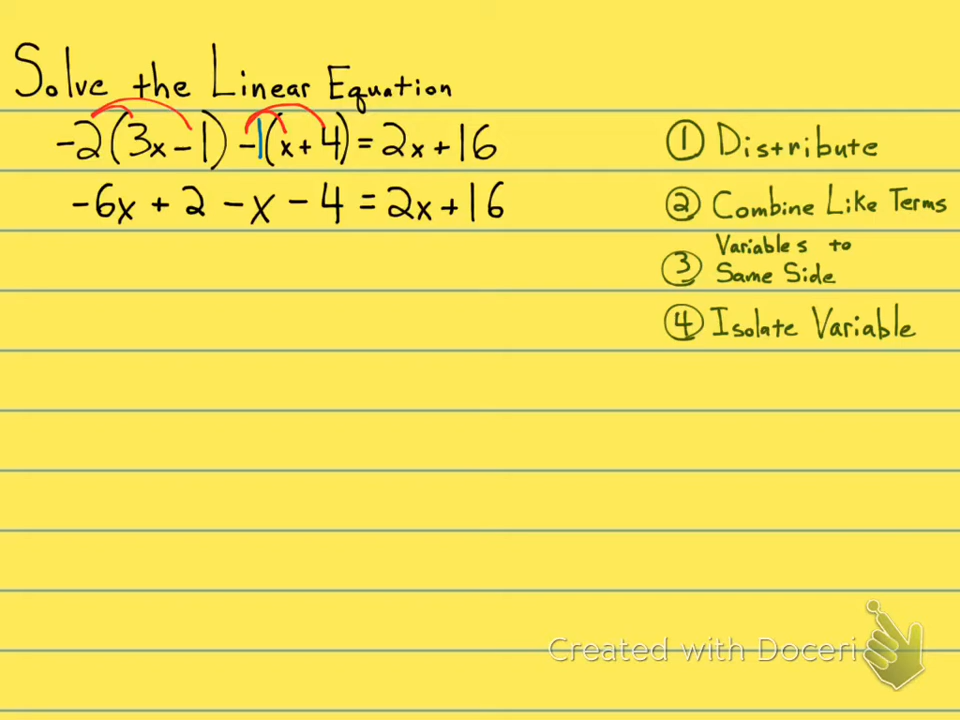 Solve the Linear Equation
-2(3x-1) -1(x+4)=2x+16
-6x+2-x-4=2x+16
① Distribute
② Combine Like Terms
③ Variables to
Same Side
④ Isolate Variable
Created with Doceri